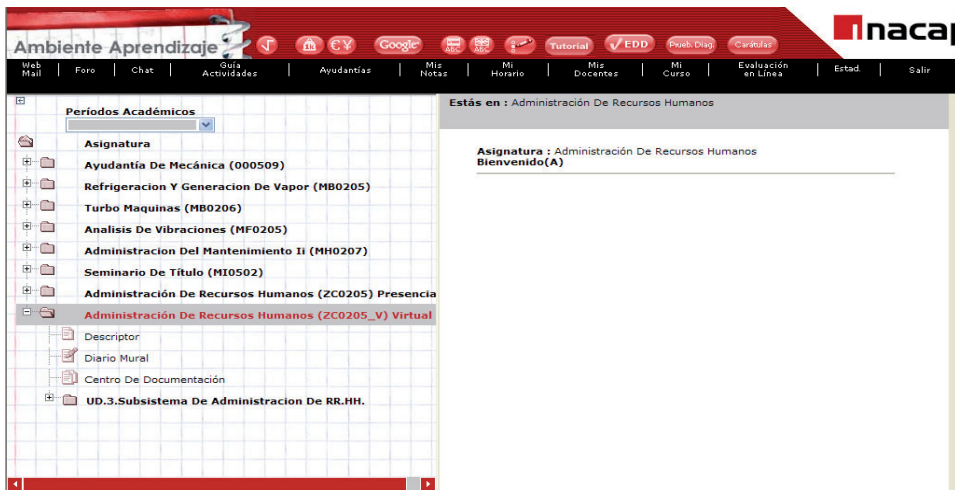 Ambiente Aprendizaje
€¥
Google
ABC
ABC
Tutorial
EDD
Prueb. Diag.
Carátulas
Inacap
Web Mail
Foro
Chat
Guía Actividades
Ayudantías
Mis Notas
Mi Horario
Mis Docentes
Mi Curso
Evaluación en Línea
Estad.
Salir
Períodos Académicos
Asignatura
Ayudantía De Mecánica (000509)
Refrigeracion Y Generacion De Vapor (MB0205)
Turbo Maquinas (MB0206)
Analisis De Vibraciones (MF0205)
Administracion Del Mantenimiento Ii (MH0207)
Seminario De Título (MI0502)
Administración De Recursos Humanos (ZC0205) Presencia
Administración De Recursos Humanos (ZC0205_V) Virtual
Descriptor
Diario Mural
Centro De Documentación
UD.3.Subsistema De Administracion De RR.HH.
Estás en : Administración De Recursos Humanos
Asignatura : Administración De Recursos Humanos
Bienvenido(A)